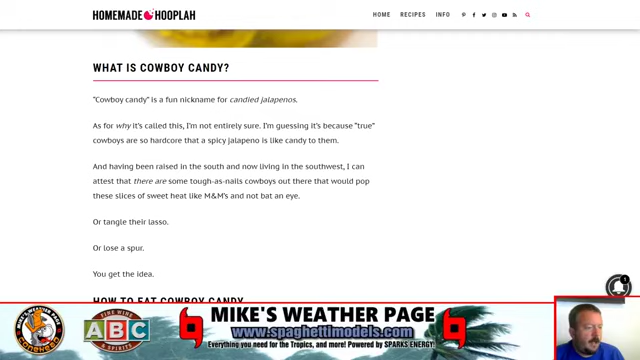 HOMEMADE HOOPLAH
HOME RECIPES INFO
WHAT IS COWBOY CANDY?
“Cowboy candy” is a fun nickname for candied jalapenos.
As for why it's called this, I'm not entirely sure. I'm guessing it's because “true”
cowboys are so hardcore that a spicy jalapeno is like candy to them.
And having been raised in the south and now living in the southwest, I can
attest that there are some tough-as-nails cowboys out there that would pop
these slices of sweet heat like M&M's and not bat an eye.
Or tangle their lasso.
Or lose a spur.
You get the idea.
HOW TO EAT COWBOY CANDY
MIKE'S WEATHER PAGE
CONEHEAD
FINE WINE
ABC
& SPIRITS
MIKE'S WEATHER PAGE
www.spaghettimodels.com
Everything you need for the Tropics, and more! Powered by SPARKS ENERGY!